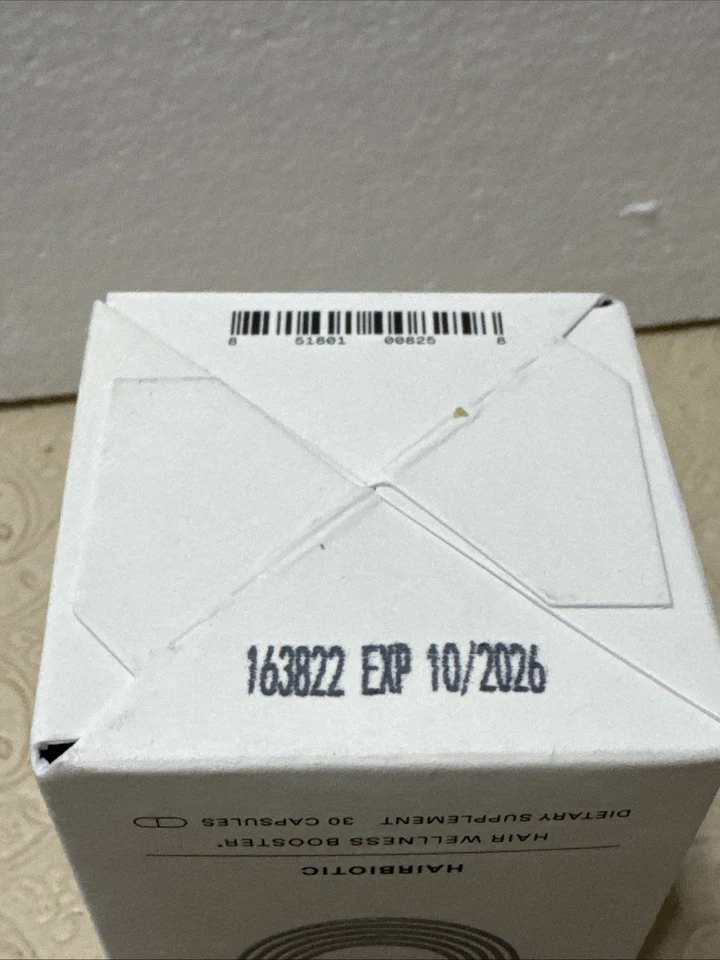 8 51801 00825 8
163822 EXP 10/2026
HAIRBIOTIC
HAIR WELLNESS BOOSTER*
DIETARY SUPPLEMENT 30 CAPSULES